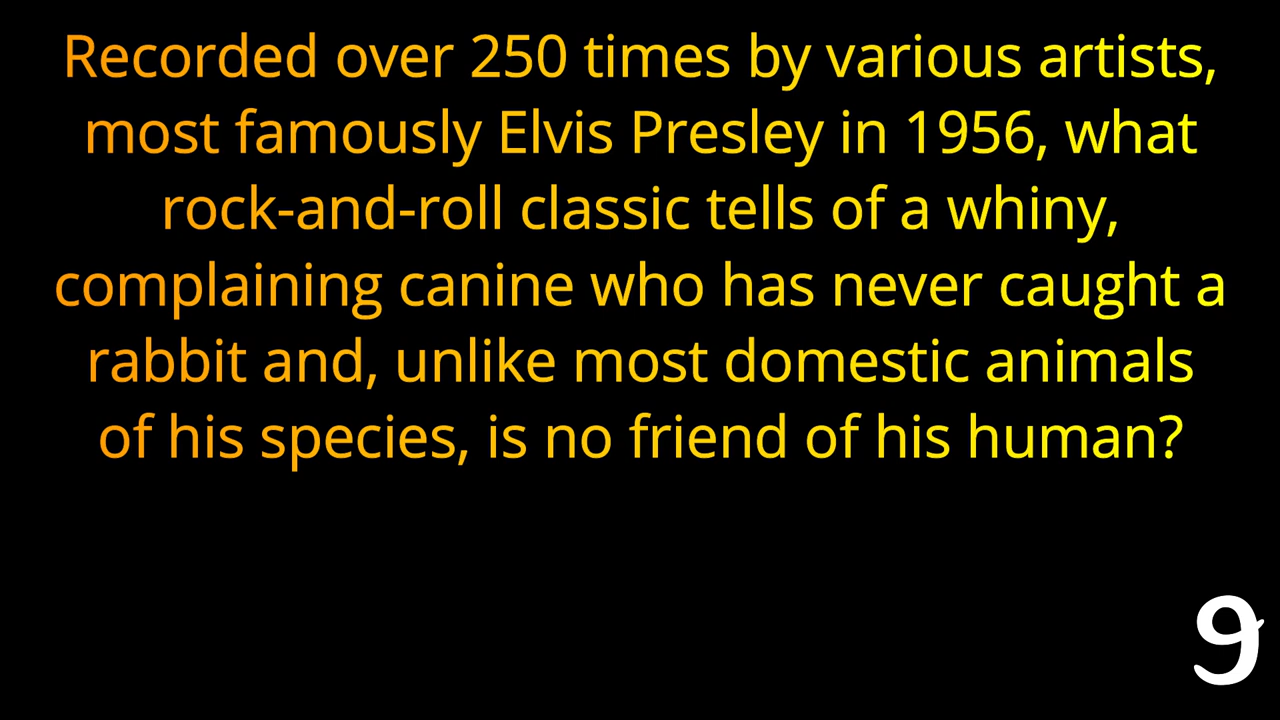 Recorded over 250 times by various artists,
most famously Elvis Presley in 1956, what
rock-and-roll classic tells of a whiny,
complaining canine who has never caught a
rabbit and, unlike most domestic animals
of his species, is no friend of his human?
9